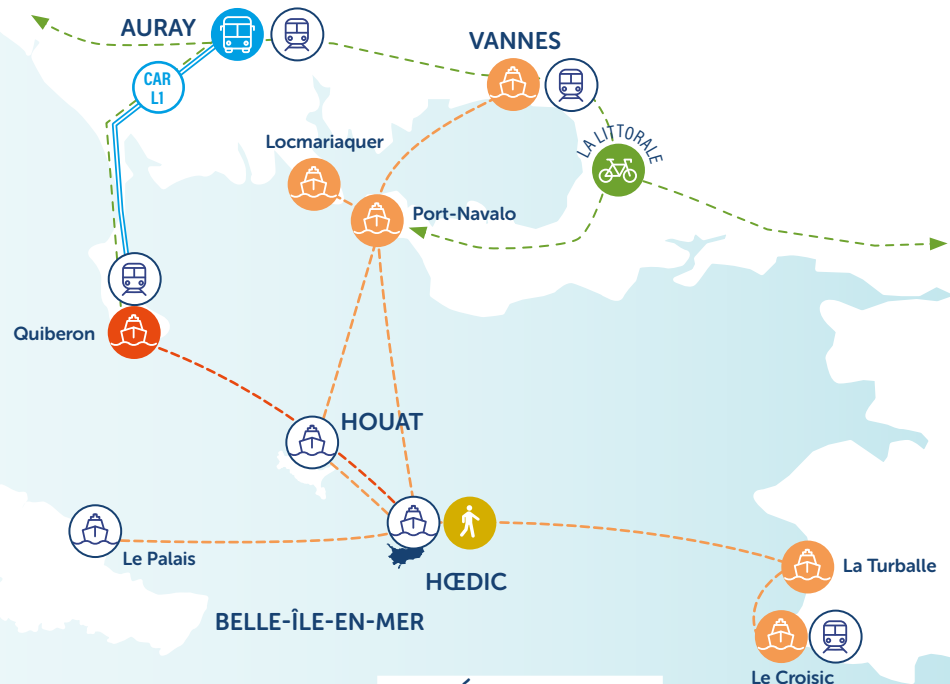 AURAY
VANNES
CAR
L1
LA LITTORALE
Locmariaquer
Port-Navalo
Quiberon
HOUAT
Le Palais
HŒDIC
La Turballe
BELLE-ÎLE-EN-MER
Le Croisic